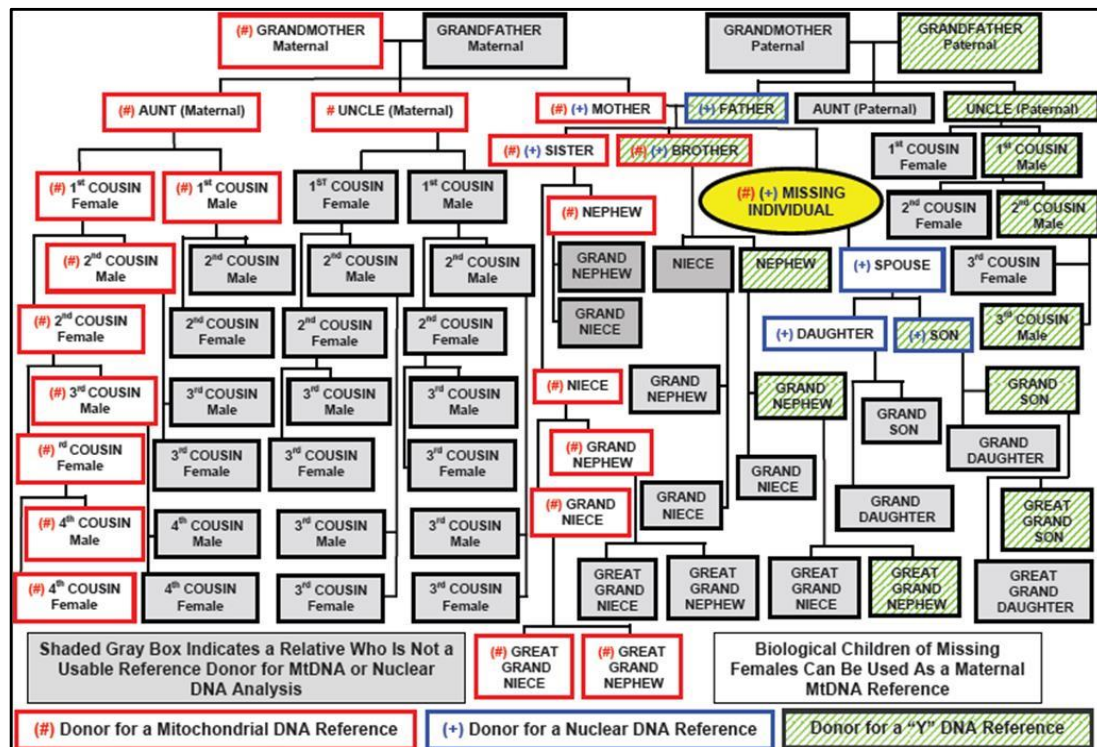 (#) GRANDMOTHER
Maternal
GRANDFATHER
Maternal
GRANDMOTHER
Paternal
GRANDFATHER
Paternal
(#) AUNT (Maternal)
# UNCLE (Maternal)
(#) (+) MOTHER
(+) FATHER
AUNT (Paternal)
UNCLE (Paternal)
(#) (+) SISTER
(#) (+) BROTHER
1st COUSIN
Female
1st COUSIN
Male
(#) 1st COUSIN
Female
(#) 1st COUSIN
Male
1ST COUSIN
Female
1st COUSIN
Male
(#) (+) MISSING
INDIVIDUAL
(#) NEPHEW
2nd COUSIN
Female
2nd COUSIN
Male
(#) 2nd COUSIN
Male
2nd COUSIN
Male
2nd COUSIN
Male
2nd COUSIN
Male
GRAND
NEPHEW
NIECE
NEPHEW
(+) SPOUSE
3rd COUSIN
Female
(#) 2nd COUSIN
Female
2nd COUSIN
Female
2nd COUSIN
Female
2nd COUSIN
Female
GRAND
NIECE
(+) DAUGHTER
(+) SON
3rd COUSIN
Male
(#) 3rd COUSIN
Male
3rd COUSIN
Male
3rd COUSIN
Male
3rd COUSIN
Male
(#) NIECE
GRAND
NEPHEW
GRAND
NEPHEW
GRAND
SON
GRAND
SON
(#) rd COUSIN
Female
3rd COUSIN
Female
3rd COUSIN
Female
3rd COUSIN
Female
(#) GRAND
NEPHEW
GRAND
NIECE
GRAND
DAUGHTER
(#) 4th COUSIN
Male
4th COUSIN
Male
3rd COUSIN
Male
3rd COUSIN
Male
(#) GRAND
NIECE
GRAND
NIECE
GRAND
DAUGHTER
GREAT
GRAND
SON
(#) 4th COUSIN
Female
4th COUSIN
Female
3rd COUSIN
Female
3rd COUSIN
Female
GREAT
GRAND
NIECE
GREAT
GRAND
NEPHEW
GREAT
GRAND
NIECE
GREAT
GRAND
NEPHEW
GREAT
GRAND
DAUGHTER
Shaded Gray Box Indicates a Relative Who Is Not a
Usable Reference Donor for MtDNA or Nuclear
DNA Analysis
(#) GREAT
GRAND
NIECE
(#) GREAT
GRAND
NEPHEW
Biological Children of Missing
Females Can Be Used As a Maternal
MtDNA Reference
(#) Donor for a Mitochondrial DNA Reference
(+) Donor for a Nuclear DNA Reference
Donor for a “Y” DNA Reference